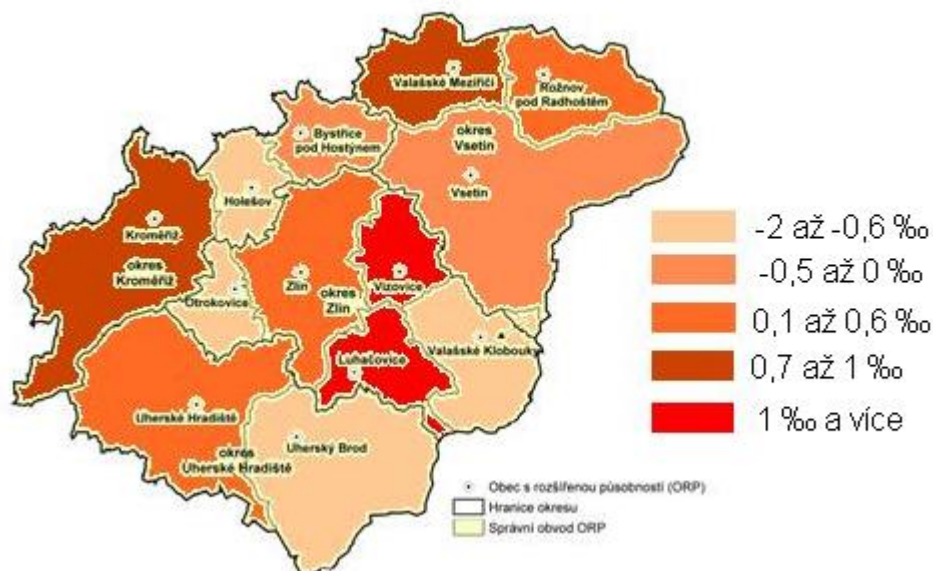 Valašské Meziříčí
Rožnov
pod Radhoštěm
Bystřice
pod Hostýnem
okres
Vsetín
Vsetín
Holešov
Kroměříž
okres
Kroměříž
Otrokovice
Zlín
okres
Zlín
Vizovice
Luhačovice
Valašské Klobouky
Uherské Hradiště
okres
Uherské Hradiště
Uherský Brod
-2 až -0,6 ‰
-0,5 až 0 ‰
0,1 až 0,6 ‰
0,7 až 1 ‰
1 ‰ a více
Obec s rozšířenou působností (ORP)
Hranice okresu
Správní obvod ORP